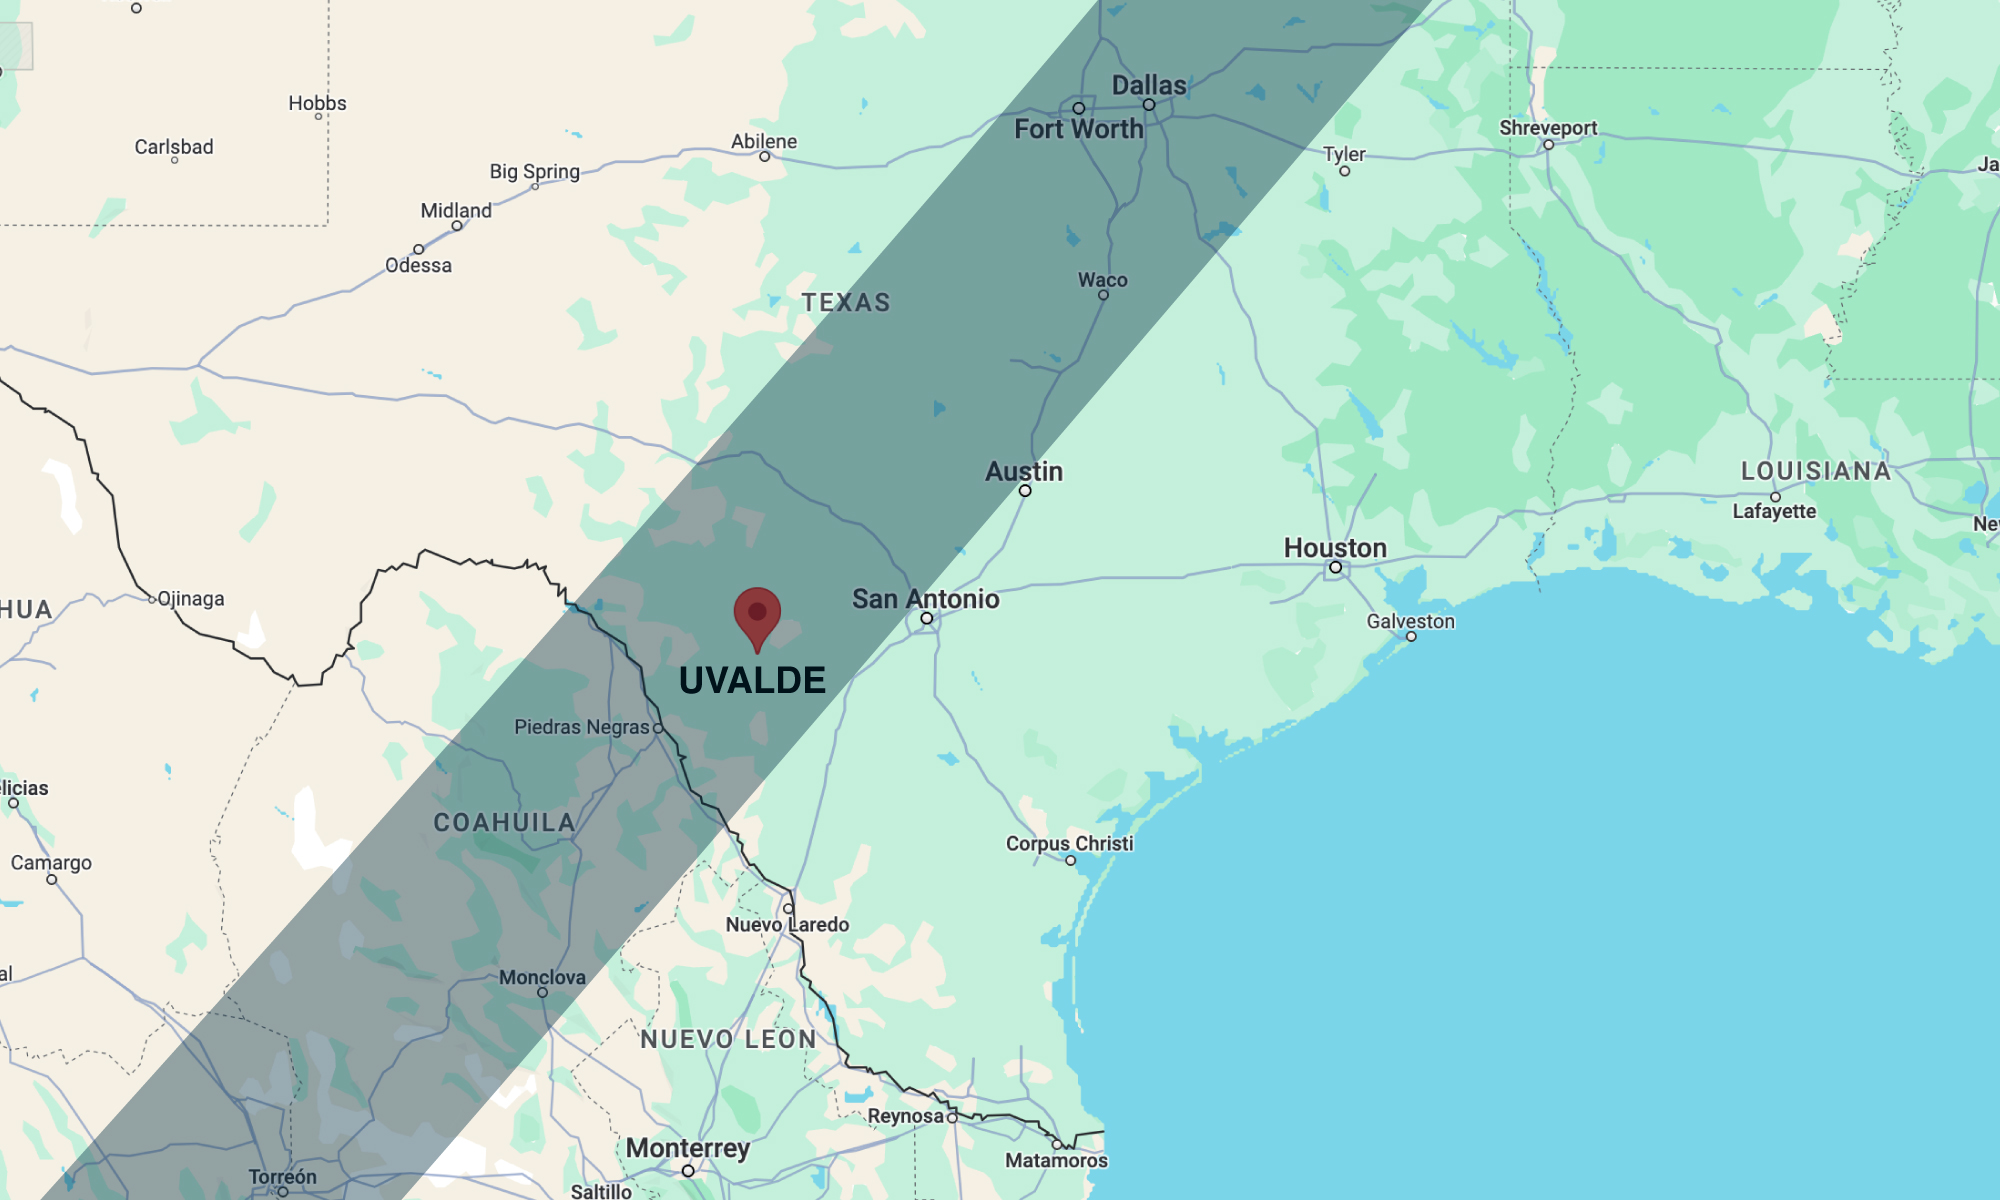 Hobbs
Carlsbad
Abilene
Big Spring
Midland
Odessa
Dallas
Fort Worth
Tyler
Shreveport
Ja
Waco
TEXAS
Austin
LOUISIANA
Lafayette
Ne
Houston
San Antonio
Galveston
HUA
Ojinaga
UVALDE
Piedras Negras
licias
COAHUILA
Camargo
Corpus Christi
Nuevo Laredo
al
Monclova
NUEVO LEON
Reynosa
Monterrey
Matamoros
Torreón
Saltillo